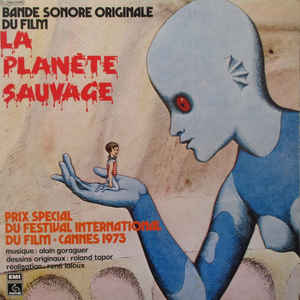 BANDE SONORE ORIGINALE
DU FILM
LA
PLANÈTE
SAUVAGE
PRIX SPECIAL
DU FESTIVAL INTERNATIONAL
DU FILM - CANNES 1973
musique : alain goraguer
dessins originaux : roland topor
réalisation : rené laloux
EMI